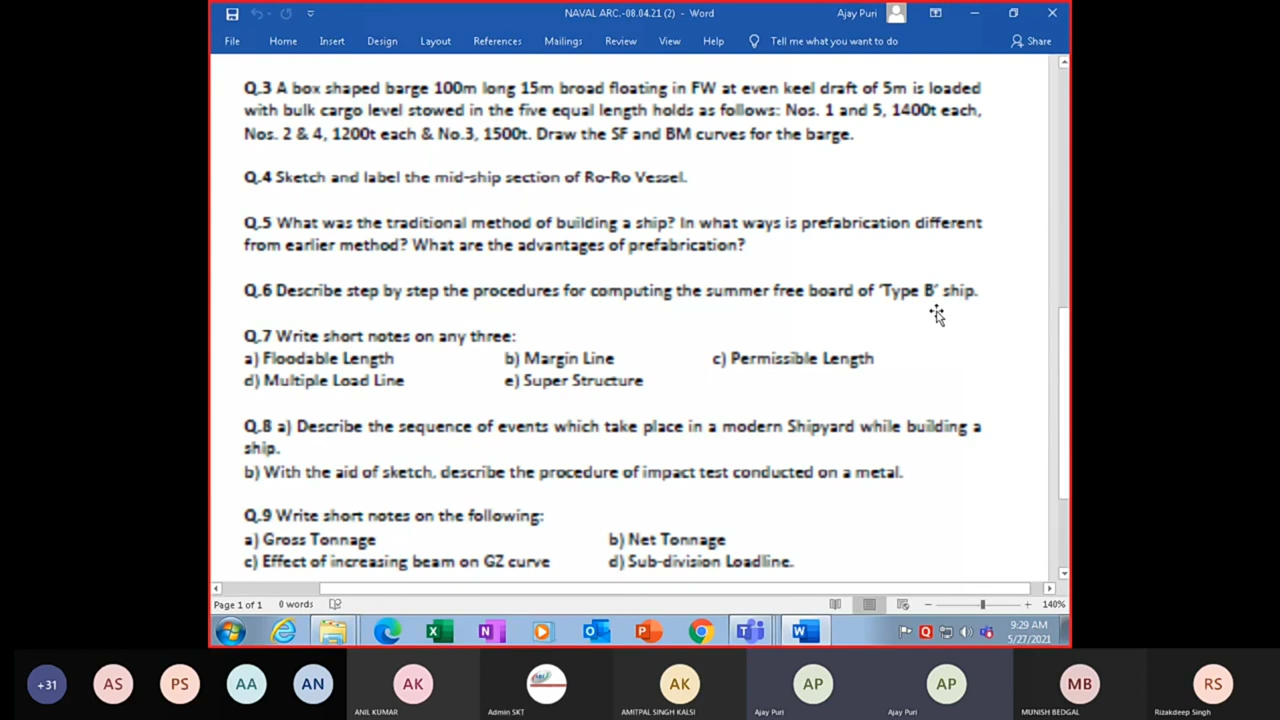 NAVAL ARC.-08.04.21 (2) - Word
Ajay Puri
File Home Insert Design Layout References Mailings Review View Help Tell me what you want to do Share
Q.3 A box shaped barge 100m long 15m broad floating in FW at even keel draft of 5m is loaded
with bulk cargo level stowed in the five equal length holds as follows: Nos. 1 and 5, 1400t each,
Nos. 2 & 4, 1200t each & No.3, 1500t. Draw the SF and BM curves for the barge.
Q.4 Sketch and label the mid-ship section of Ro-Ro Vessel.
Q.5 What was the traditional method of building a ship? In what ways is prefabrication different
from earlier method? What are the advantages of prefabrication?
Q.6 Describe step by step the procedures for computing the summer free board of ‘Type B’ ship.
Q.7 Write short notes on any three:
a) Floodable Length b) Margin Line c) Permissible Length
d) Multiple Load Line e) Super Structure
Q.8 a) Describe the sequence of events which take place in a modern Shipyard while building a
ship.
b) With the aid of sketch, describe the procedure of impact test conducted on a metal.
Q.9 Write short notes on the following:
a) Gross Tonnage b) Net Tonnage
c) Effect of increasing beam on GZ curve d) Sub-division Loadline.
Page 1 of 1 0 words 140%
9:29 AM
5/27/2021
+31 AS PS AA AN AK AK AP AP MB RS
ANIL KUMAR Admin SKT AMITPAL SINGH KALSI Ajay Puri Ajay Puri MUNISH BEDGAL Rizakdeep Singh